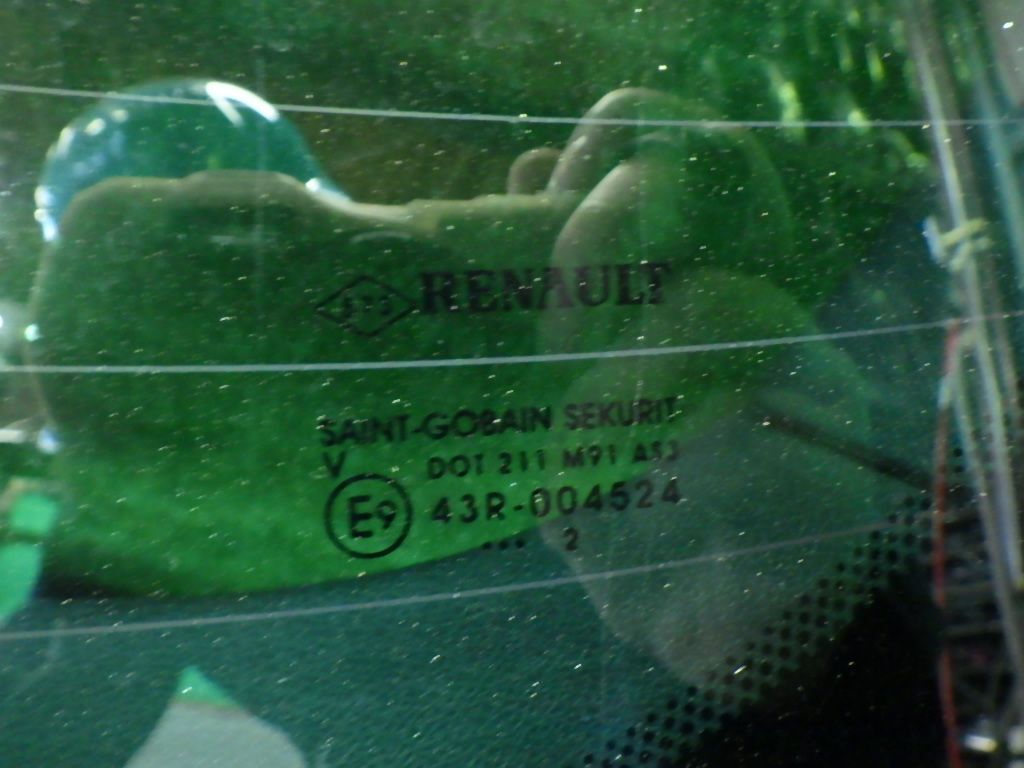 RENAULT
SAINT-GOBAIN SEKURIT
V DOT 211 M91 AS3
E9 43R-004524
... 2